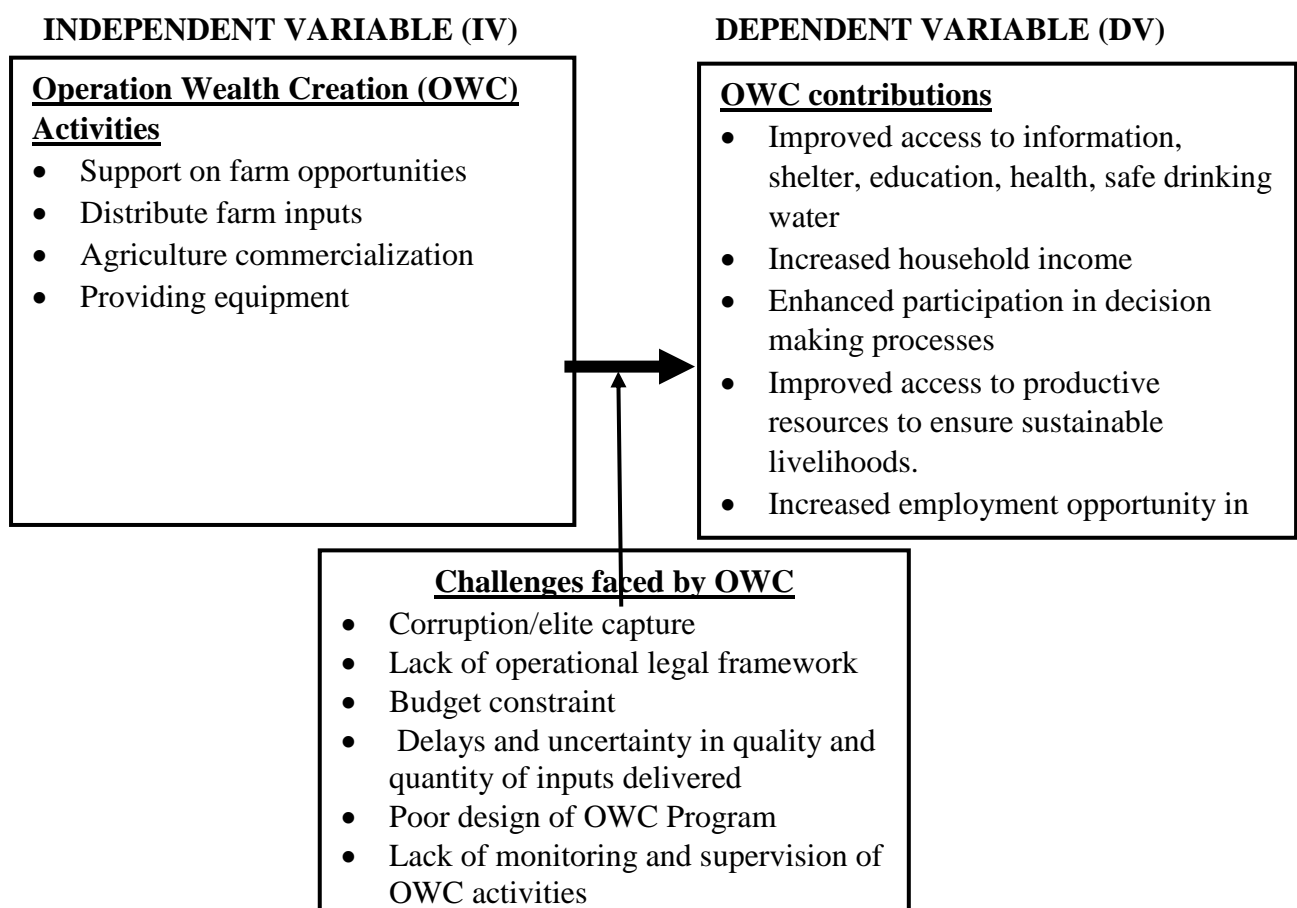 INDEPENDENT VARIABLE (IV)
DEPENDENT VARIABLE (DV)
Operation Wealth Creation (OWC)
Activities
• Support on farm opportunities
• Distribute farm inputs
• Agriculture commercialization
• Providing equipment
OWC contributions
• Improved access to information,
shelter, education, health, safe drinking
water
• Increased household income
• Enhanced participation in decision
making processes
• Improved access to productive
resources to ensure sustainable
livelihoods.
• Increased employment opportunity in
Challenges faced by OWC
• Corruption/elite capture
• Lack of operational legal framework
• Budget constraint
• Delays and uncertainty in quality and
quantity of inputs delivered
• Poor design of OWC Program
• Lack of monitoring and supervision of
OWC activities